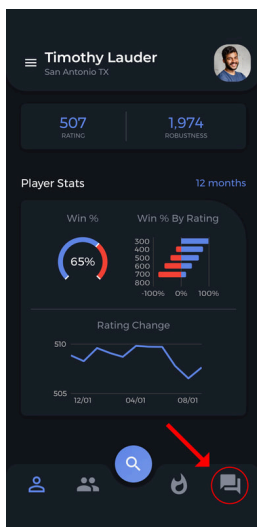 Timothy Lauder
San Antonio TX
507
RATING
1,974
ROBUSTNESS
Player Stats
12 months
Win %
65%
Win % By Rating
300
400
500
600
700
800
-100% 0% 100%
Rating Change
510
505
12/01 04/01 08/01